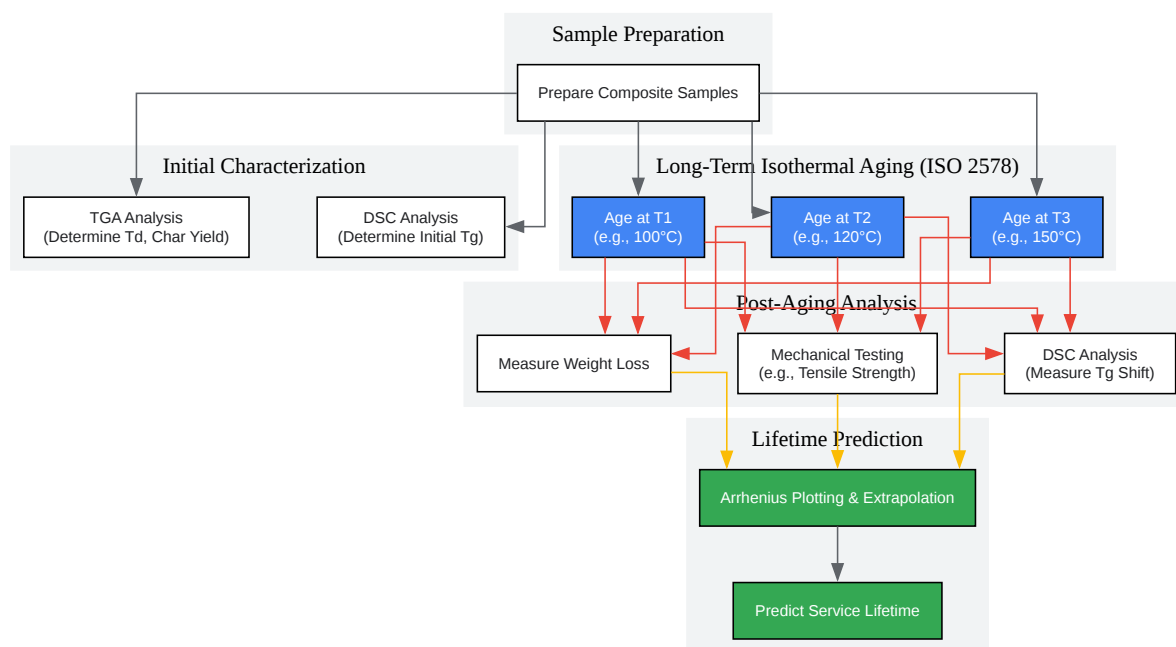 Sample Preparation
Prepare Composite Samples
Initial Characterization
TGA Analysis
(Determine Td, Char Yield)
DSC Analysis
(Determine Initial Tg)
Long-Term Isothermal Aging (ISO 2578)
Age at T1
(e.g., 100°C)
Age at T2
(e.g., 120°C)
Age at T3
(e.g., 150°C)
Post-Aging Analysis
Measure Weight Loss
Mechanical Testing
(e.g., Tensile Strength)
DSC Analysis
(Measure Tg Shift)
Lifetime Prediction
Arrhenius Plotting & Extrapolation
Predict Service Lifetime